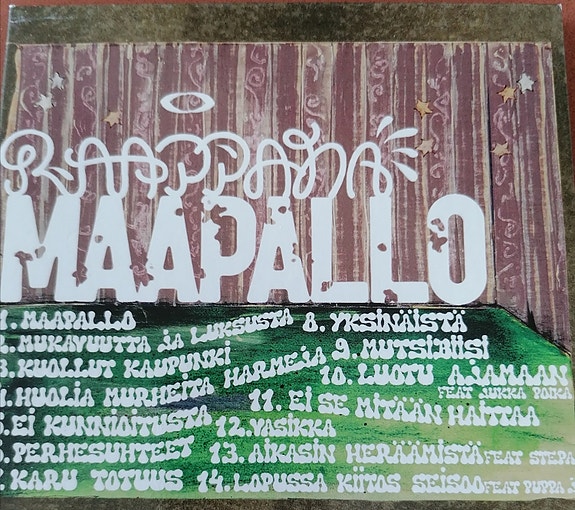 RAAPPANA
MAAPALLO
1. MAAPALLO
2. MUKAVUUTTA JA LUKSUSTA
3. KUOLLUT KAUPUNKI
4. HUOLIA MURHEITA HARMEJA
5. EI KUNNIOITUSTA
6. PERHESUHTEET
7. KARU TOTUUS
8. YKSINÄISTÄ
9. MUTSIBIISI
10. LUOTU AJAMAAN
FEAT JUKKA POIKA
11. EI SE MITÄÄN HAITTAA
12. VASIKKA
13. AIKASIN HERÄÄMISTÄ FEAT STEPA
14. LOPUSSA KIITOS SEISOO FEAT PUPPA J